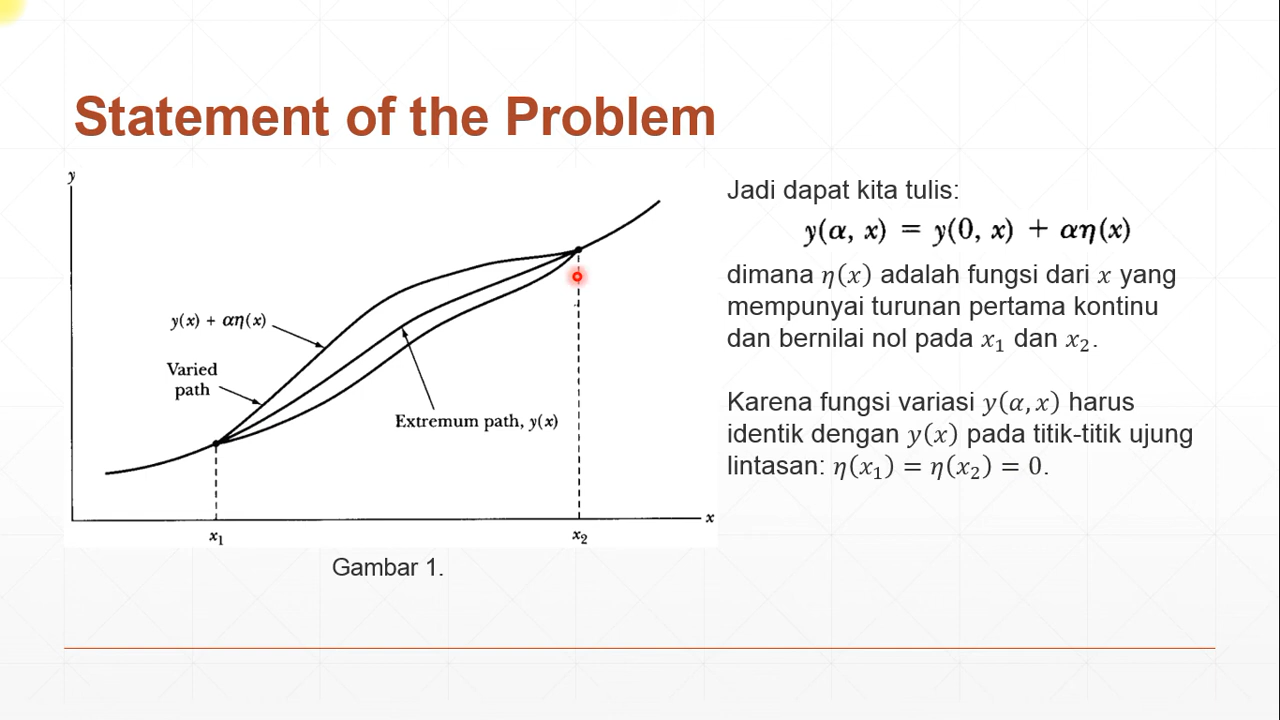 Statement of the Problem
y
y(x) + αη(x)
Varied
path
Extremum path, y(x)
x
x₁
x₂
Gambar 1.
Jadi dapat kita tulis:
y(α, x) = y(0, x) + αη(x)
dimana η(x) adalah fungsi dari x yang
mempunyai turunan pertama kontinu
dan bernilai nol pada x₁ dan x₂.
Karena fungsi variasi y(α, x) harus
identik dengan y(x) pada titik-titik ujung
lintasan: η(x₁) = η(x₂) = 0.